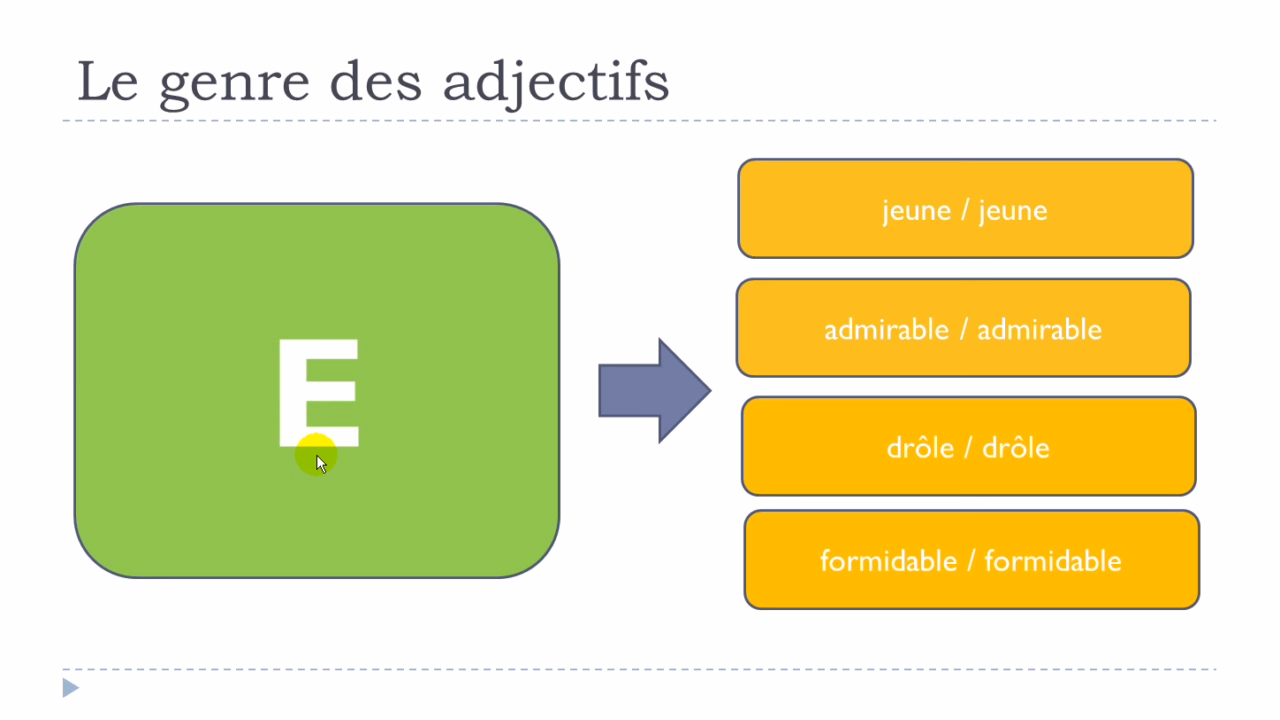 Le genre des adjectifs
E
jeune / jeune
admirable / admirable
drôle / drôle
formidable / formidable